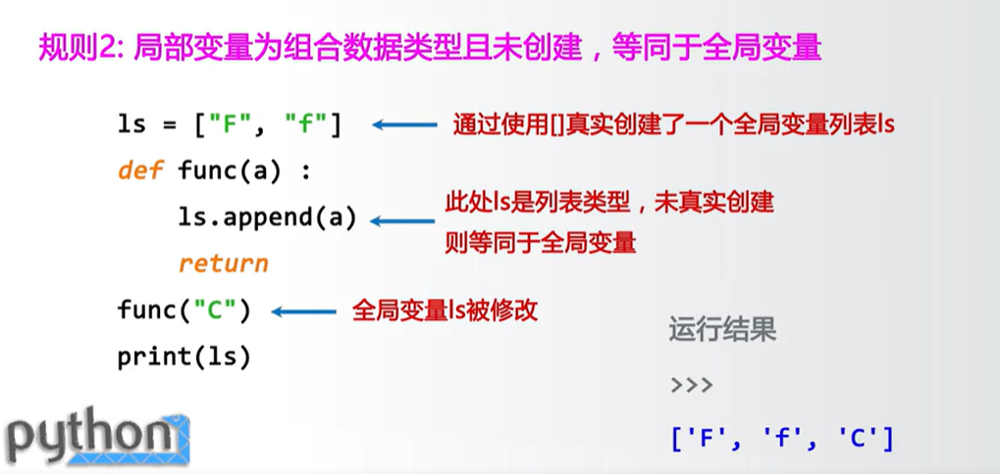 规则2: 局部变量为组合数据类型且未创建，等同于全局变量
ls = ["F", "f"]
通过使用[]真实创建了一个全局变量列表ls
def func(a) :
ls.append(a)
此处ls是列表类型，未真实创建
则等同于全局变量
return
func("C")
全局变量ls被修改
print(ls)
运行结果
>>>
['F', 'f', 'C']
python